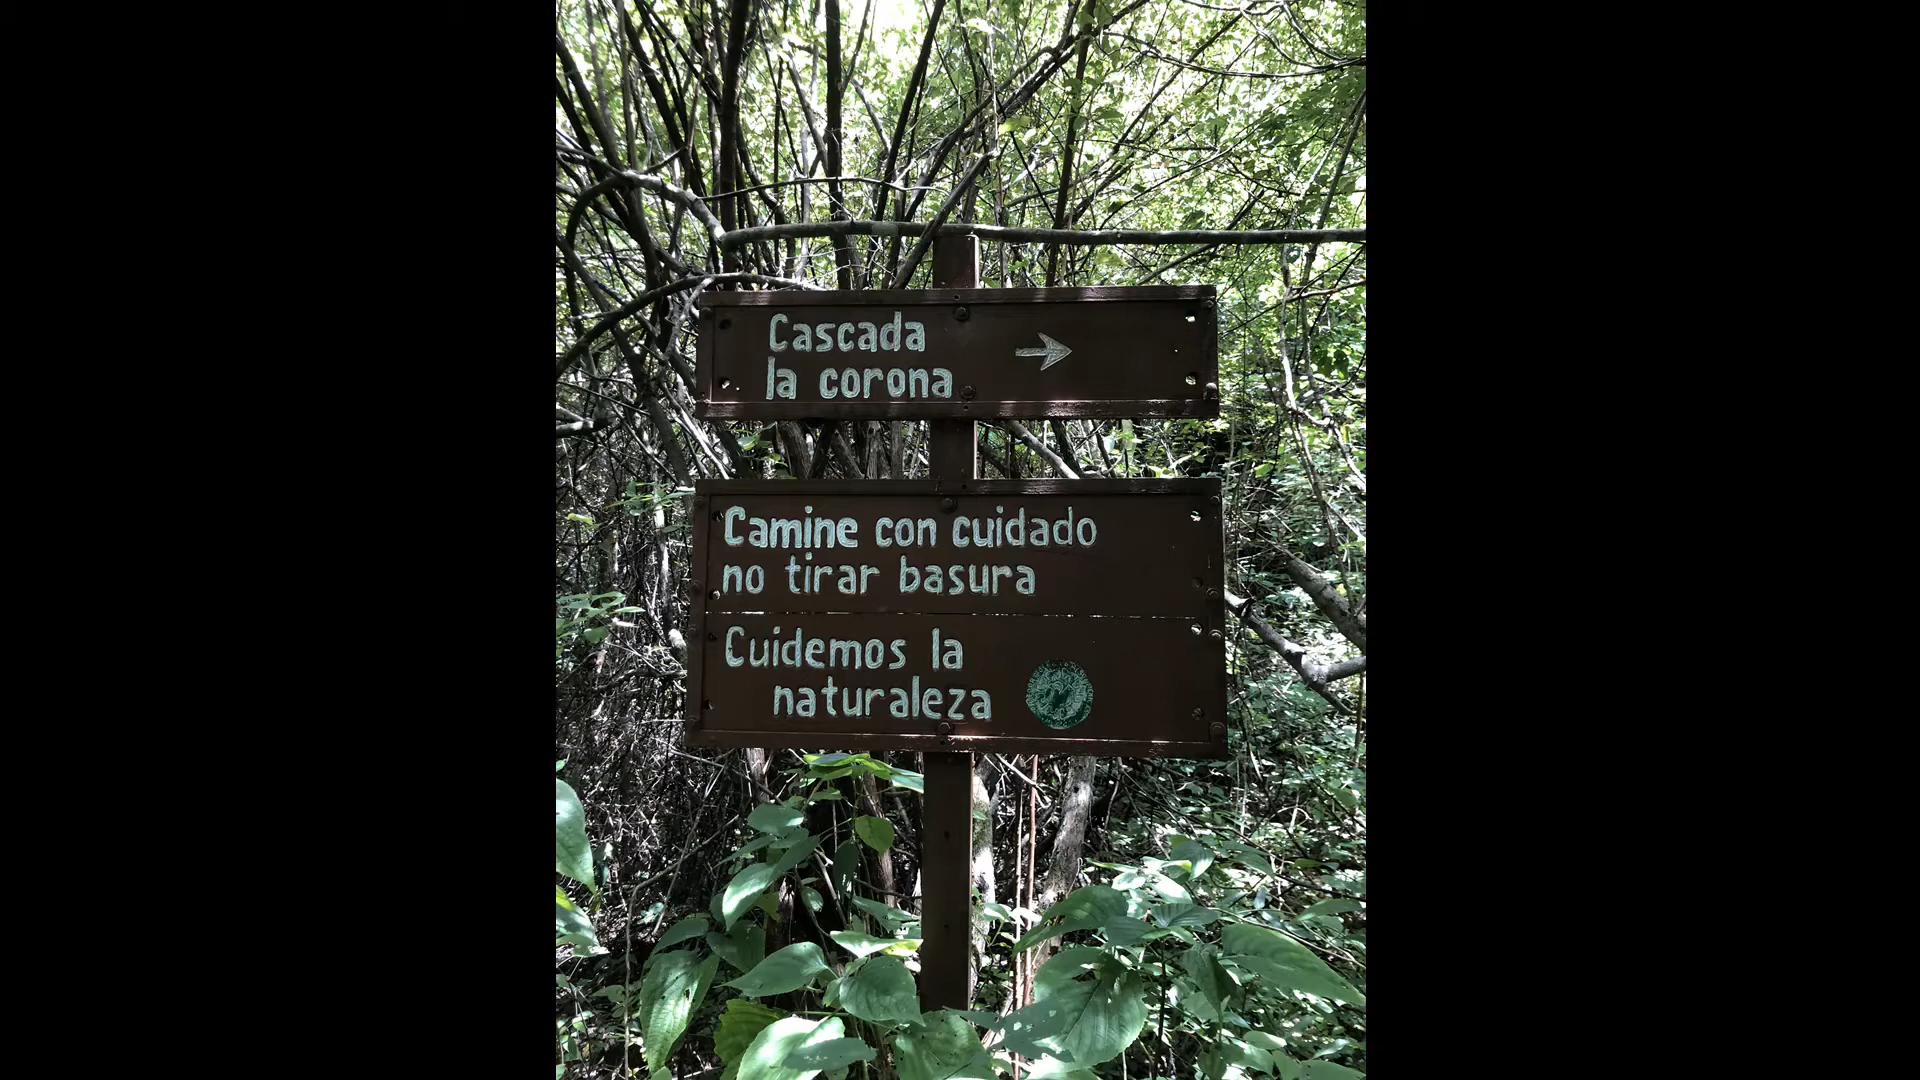 Cascada
la corona
Camine con cuidado
no tirar basura
Cuidemos la
naturaleza